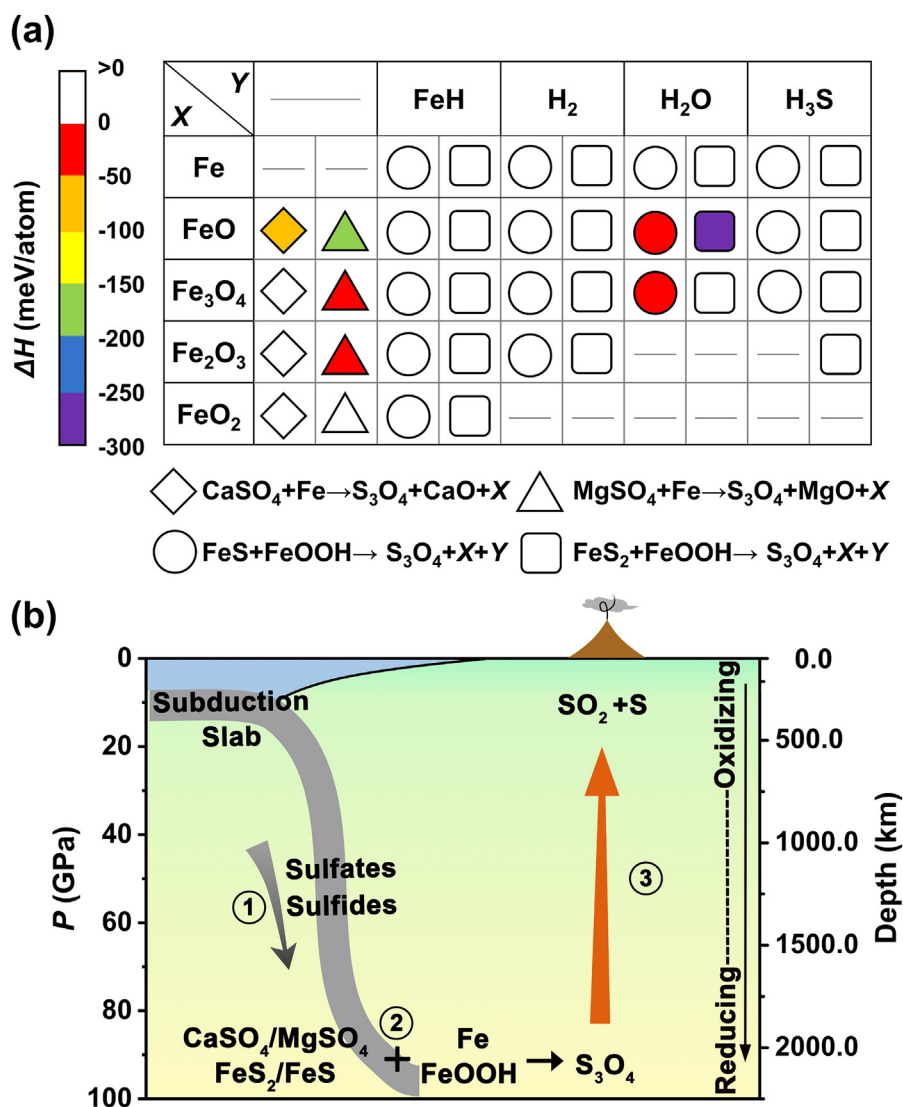 (a)
ΔH (meV/atom)
>0
0
-50
-100
-150
-200
-250
-300
X Y — FeH H₂ H₂O H₃S
Fe — —
FeO
Fe₃O₄
Fe₂O₃ — — —
FeO₂ — — — — — —
CaSO₄+Fe→S₃O₄+CaO+X
MgSO₄+Fe→S₃O₄+MgO+X
FeS+FeOOH→ S₃O₄+X+Y
FeS₂+FeOOH→ S₃O₄+X+Y
(b)
P (GPa)
0
20
40
60
80
100
Subduction
Slab
① Sulfates
Sulfides
②
CaSO₄/MgSO₄ + Fe
FeS₂/FeS FeOOH → S₃O₄
③
SO₂ +S
Reducing------Oxidizing
0.0
500.0
1000.0
1500.0
2000.0
Depth (km)